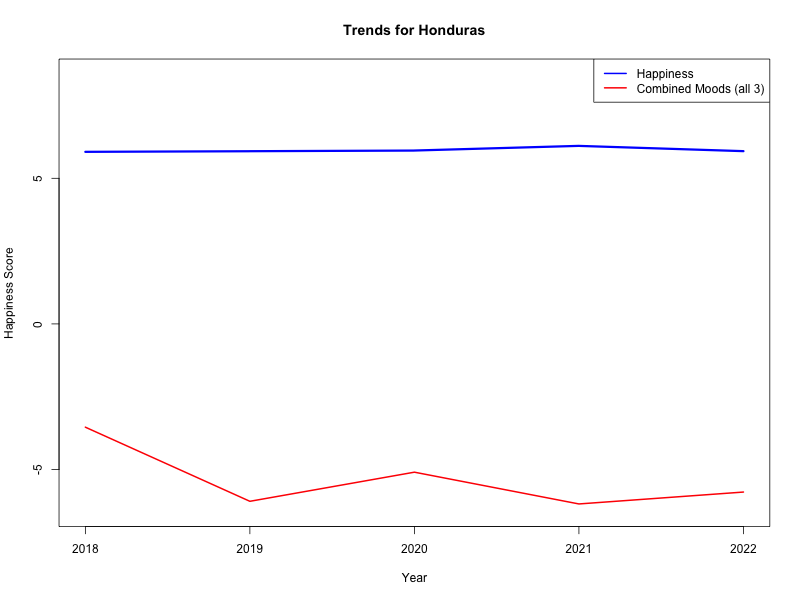 Trends for Honduras
Happiness
Combined Moods (all 3)
Happiness Score
5
0
-5
2018 2019 2020 2021 2022
Year